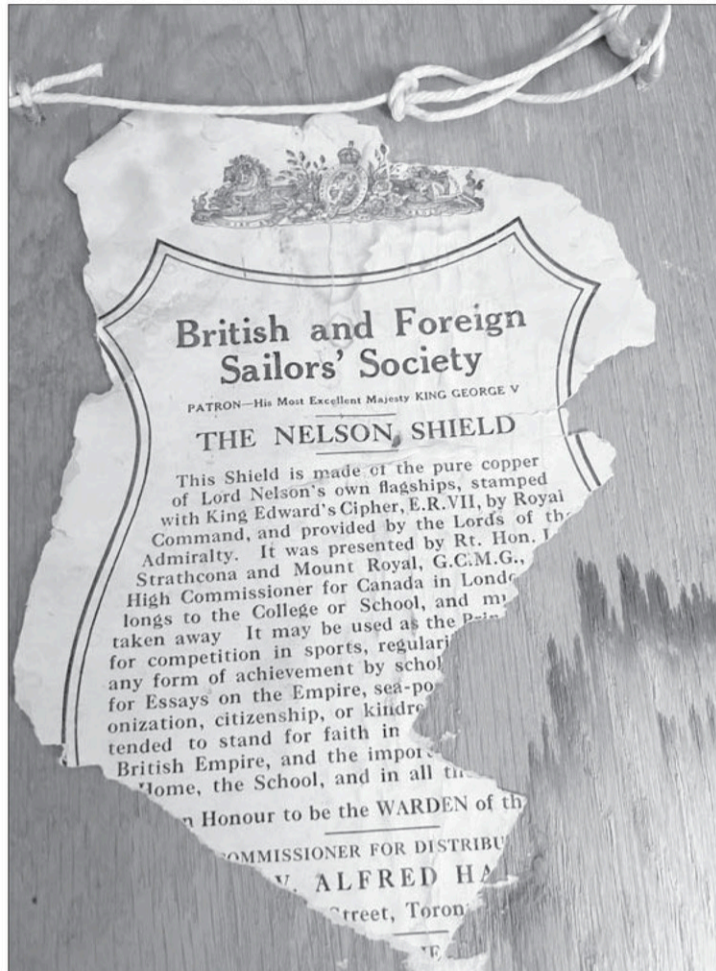 British and Foreign
Sailors' Society
PATRON—His Most Excellent Majesty KING GEORGE V
THE NELSON SHIELD
This Shield is made of the pure copper
of Lord Nelson's own flagships, stamped
with King Edward's Cipher, E.R.VII, by Royal
Command, and provided by the Lords of
Admiralty. It was presented by Rt. Hon.
Strathcona and Mount Royal, G.C.M.G.,
High Commissioner for Canada in
longs to the College or School, and
taken away It may be used as the
for competition in sports,
any form of achievement by
for Essays on the Empire,
onization, citizenship, or
tended to stand for faith in
British Empire, and the
Home, the School, and in all
Honour to be the WARDEN of
FOR
ALFRED